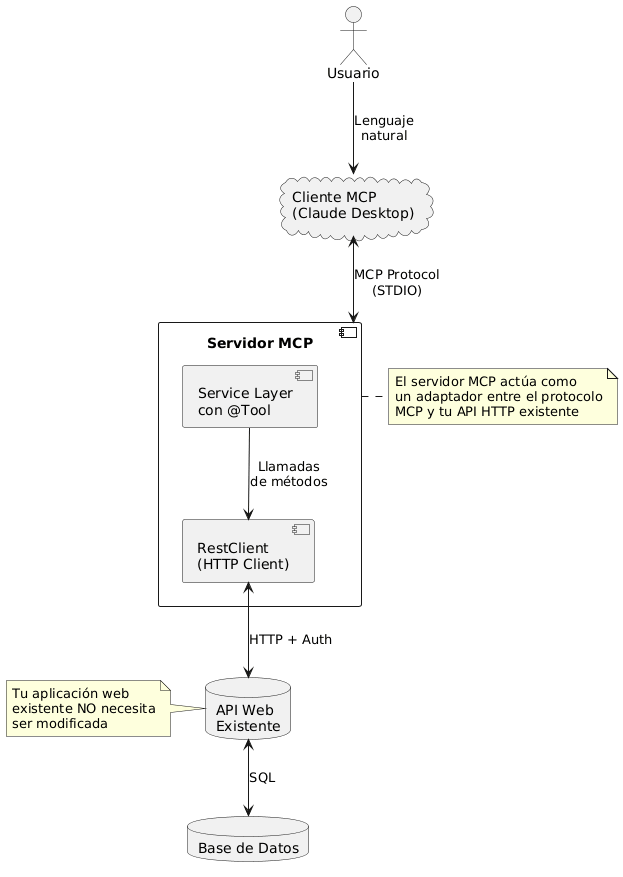 Usuario
Lenguaje
natural
Cliente MCP
(Claude Desktop)
MCP Protocol
(STDIO)
Servidor MCP
Service Layer
con @Tool
El servidor MCP actúa como
un adaptador entre el protocolo
MCP y tu API HTTP existente
Llamadas
de métodos
RestClient
(HTTP Client)
HTTP + Auth
Tu aplicación web
existente NO necesita
ser modificada
API Web
Existente
SQL
Base de Datos